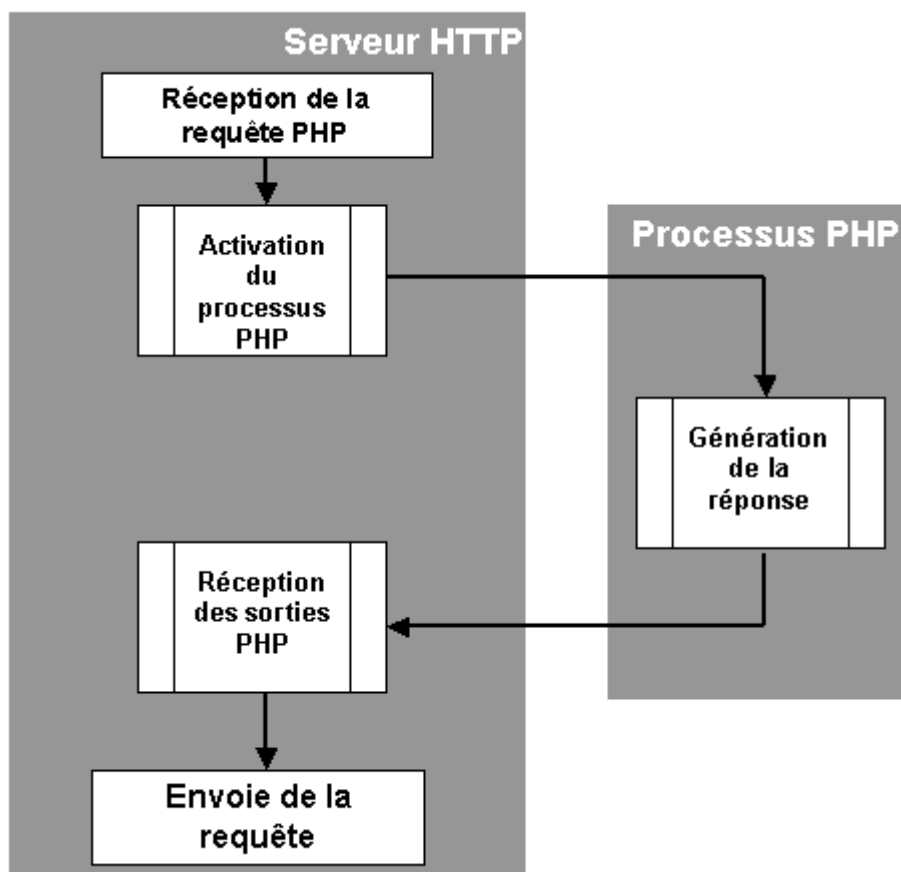 Serveur HTTP
Réception de la
requête PHP
Activation
du
processus
PHP
Processus PHP
Génération
de la
réponse
Réception
des sorties
PHP
Envoie de la
requête